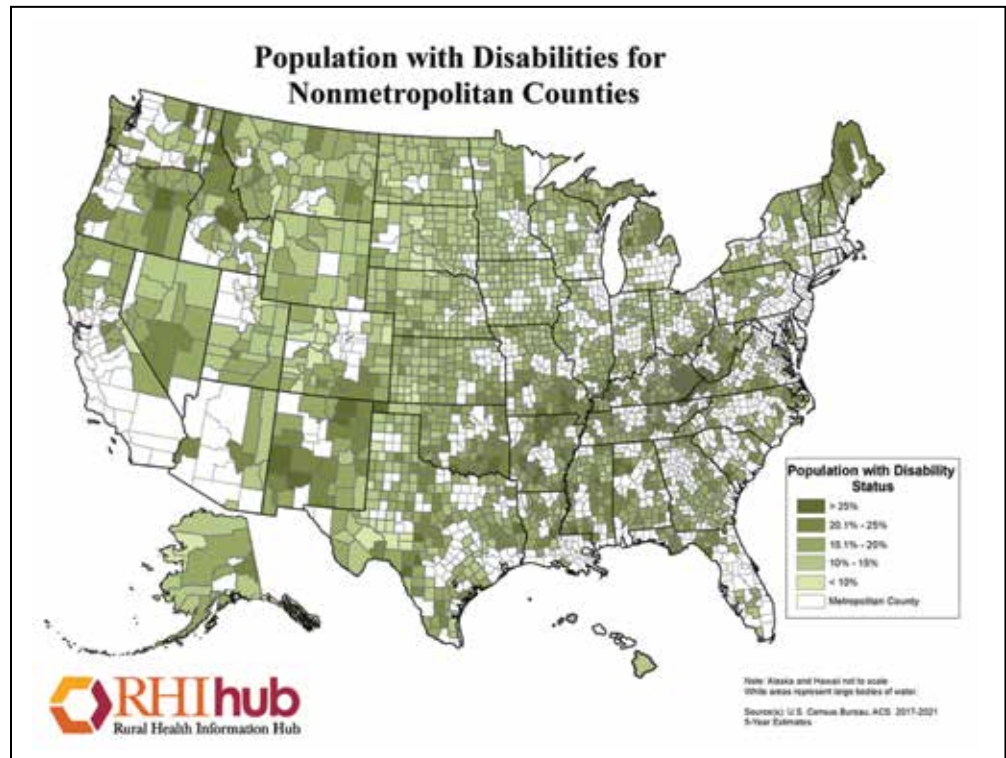 Population with Disabilities for
Nonmetropolitan Counties
Population with Disability
Status
> 25%
20.1% - 25%
15.1% - 20%
10% - 15%
< 10%
Metropolitan County
RHIhub
Rural Health Information Hub
Note: Alaska and Hawaii not to scale
White areas represent large bodies of water.
Source(s): U.S. Census Bureau, ACS, 2017-2021
5-Year Estimates